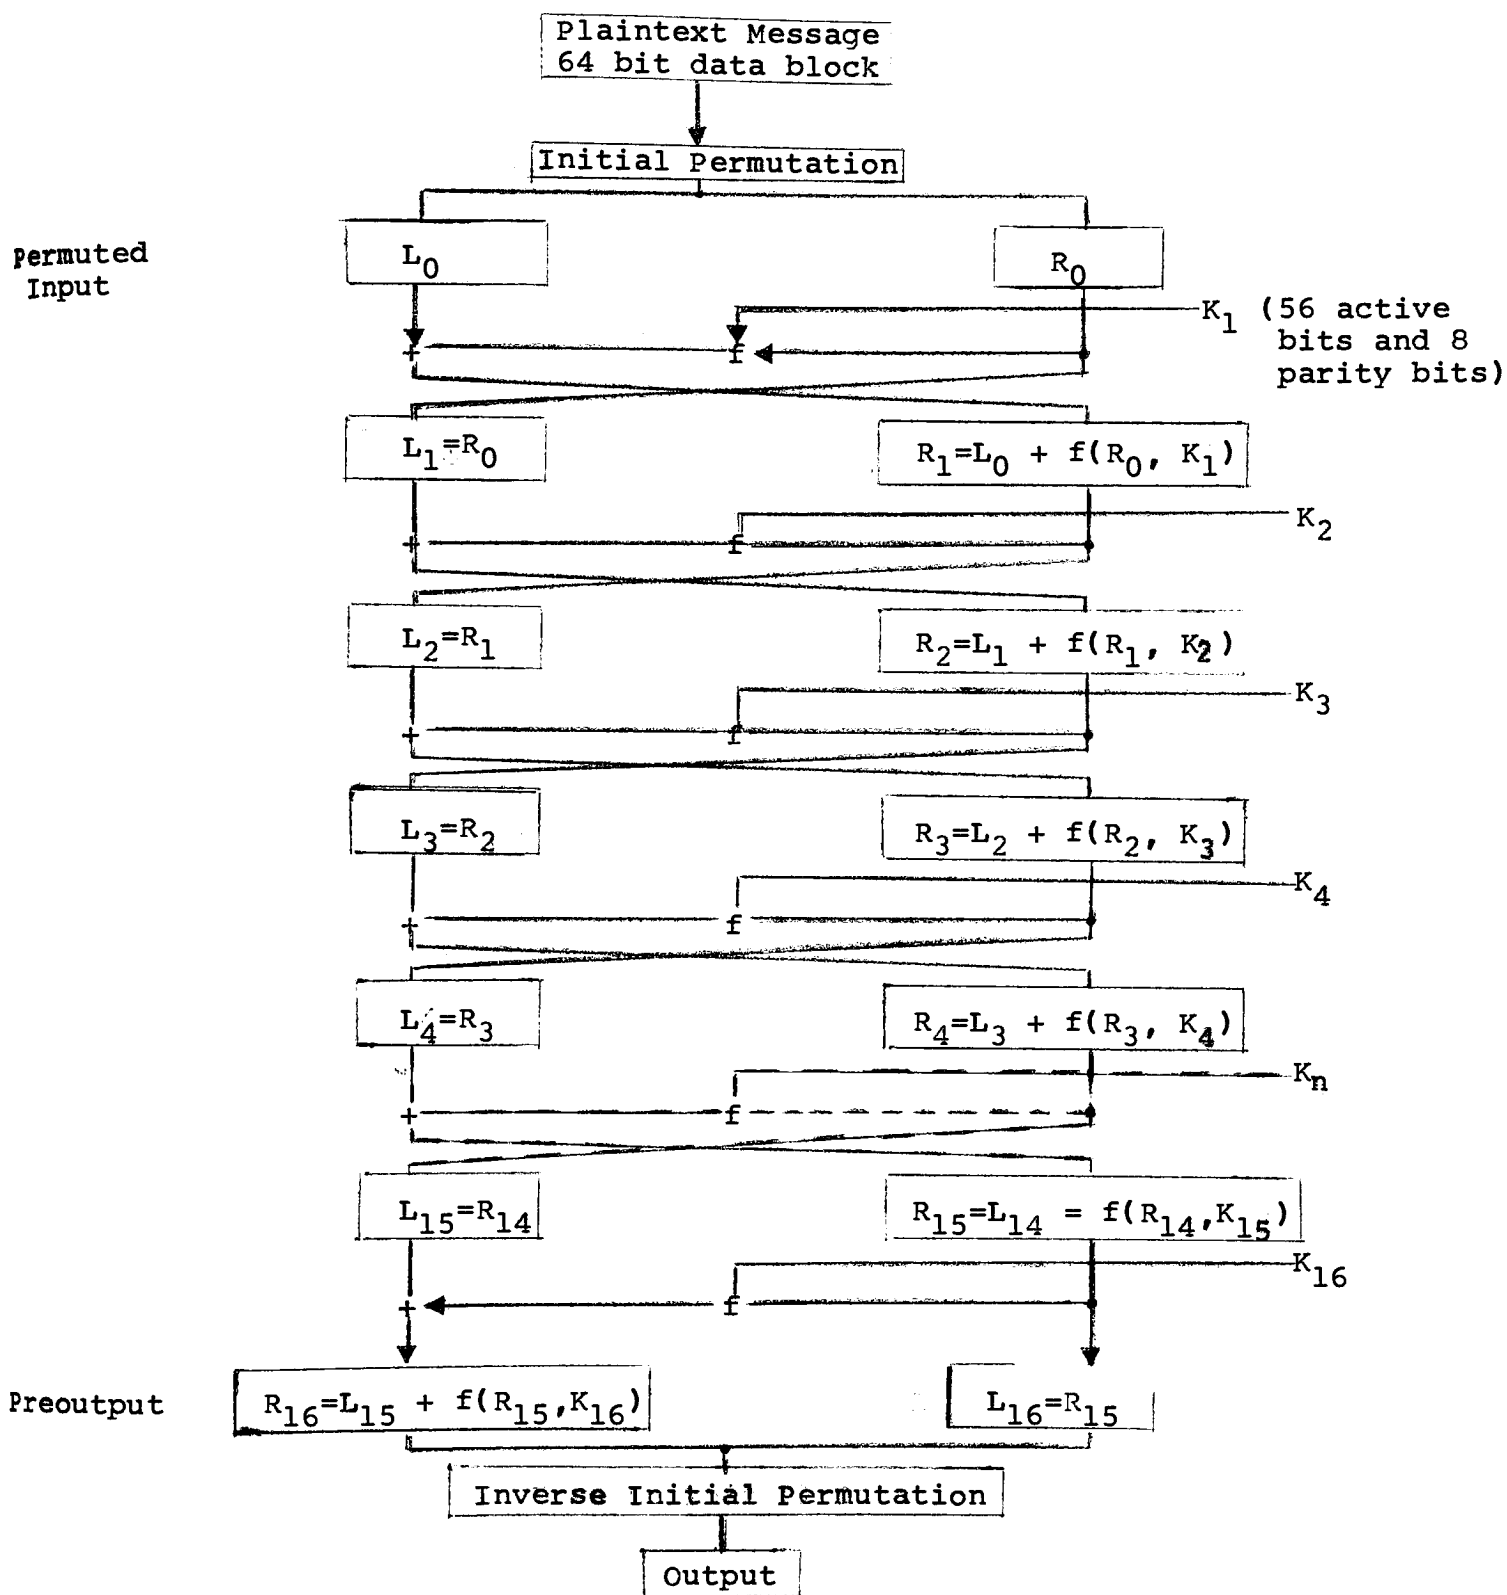 Plaintext Message
64 bit data block
Initial Permutation
Permuted
Input
L0
R0
K1 (56 active
bits and 8
parity bits)
+
f
L1=R0
R1=L0 + f(R0, K1)
K2
+
f
L2=R1
R2=L1 + f(R1, K2)
K3
+
f
L3=R2
R3=L2 + f(R2, K3)
K4
+
f
L4=R3
R4=L3 + f(R3, K4)
Kn
+
f
L15=R14
R15=L14 = f(R14,K15)
K16
+
f
Preoutput
R16=L15 + f(R15,K16)
L16=R15
Inverse Initial Permutation
Output